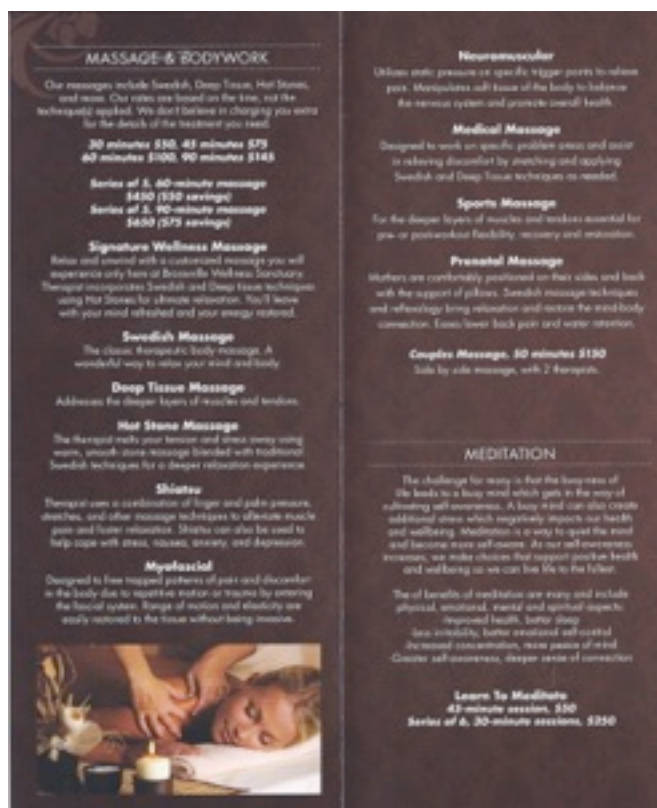 MASSAGE & BODYWORK
Our massages include Swedish, Deep Tissue, Hot Stones,
and more. Our rates are based on the time, not the
technique(s) applied. We don't believe in charging you extra
for the details of the treatment you need.
30 minutes $50, 45 minutes $75
60 minutes $100, 90 minutes $145
Series of 5, 60-minute massage
$450 ($50 savings)
Series of 5, 90-minute massage
$650 ($75 savings)
Signature Wellness Massage
Relax and unwind with a customized massage you will
experience only here at Wellness Sanctuary.
Therapist incorporates Swedish and Deep tissue techniques
using Hot Stones for ultimate relaxation. You'll leave
with your mind refreshed and your energy restored.
Swedish Massage
The classic therapeutic body massage. A
wonderful way to relax your mind and body.
Deep Tissue Massage
Addresses the deeper layers of muscles and tendons.
Hot Stone Massage
The therapist melts your tension and stress away using
warm, smooth stone massage blended with traditional
Swedish techniques for a deeper relaxation experience.
Shiatsu
Therapist uses a combination of finger and palm pressure,
stretches, and other massage techniques to alleviate muscle
pain and foster relaxation. Shiatsu can also be used to
help cope with stress, nausea, anxiety, and depression.
Myofascial
Designed to free trapped patterns of pain and discomfort
in the body due to repetitive motion or trauma by entering
the fascial system. Range of motion and elasticity are
easily restored to the tissue without being invasive.
Neuromuscular
Utilizes static pressure on specific trigger points to relieve
pain. Manipulates soft tissue of the body to balance
the nervous system and promote overall health.
Medical Massage
Designed to work on specific problem areas and assist
in relieving discomfort by stretching and applying
Swedish and Deep Tissue techniques as needed.
Sports Massage
For the deeper layers of muscles and tendons essential for
pre- or post-workout flexibility, recovery and restoration.
Prenatal Massage
Mothers are comfortably positioned on their sides and back
with the support of pillows. Swedish massage techniques
and reflexology bring relaxation and restore the mind-body
connection. Eases lower back pain and water retention.
Couples Massage, 50 minutes $150
Side by side massage, with 2 therapists.
MEDITATION
The challenge for many is that the busy-ness of
life leads to a busy mind which gets in the way of
cultivating self-awareness. A busy mind can also create
additional stress which negatively impacts our health
and wellbeing. Meditation is a way to quiet the mind
and become more self-aware. As our self-awareness
increases, we make choices that support positive health
and wellbeing so we can live life to the fullest.
The of benefits of meditation are many and include
physical, emotional, mental and spiritual aspects:
-Improved health, better sleep
-Less irritability, better emotional self-control
-Increased concentration, more peace of mind
-Greater self-awareness, deeper sense of connection
Learn To Meditate
45-minute session, $50
Series of 6, 30-minute sessions, $250